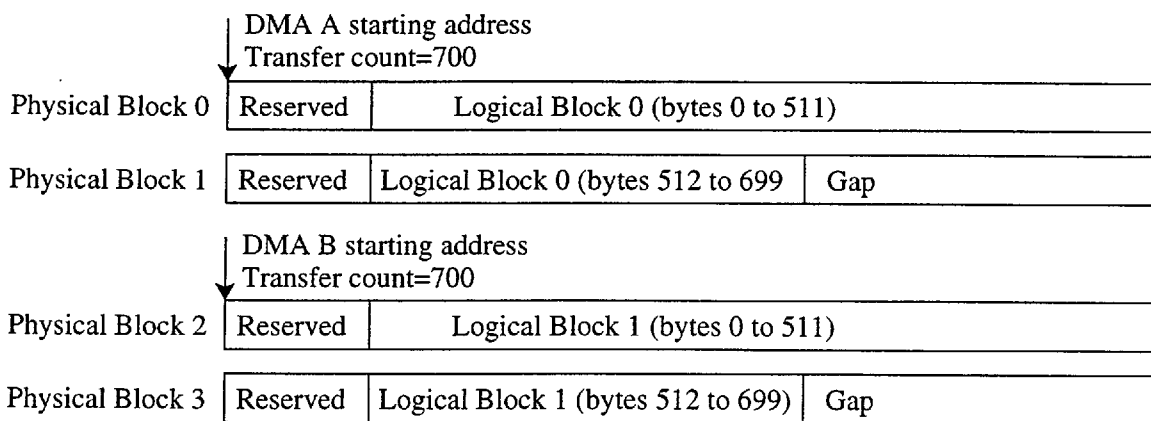 DMA A starting address
Transfer count=700
Physical Block 0 Reserved Logical Block 0 (bytes 0 to 511)
Physical Block 1 Reserved Logical Block 0 (bytes 512 to 699 Gap
DMA B starting address
Transfer count=700
Physical Block 2 Reserved Logical Block 1 (bytes 0 to 511)
Physical Block 3 Reserved Logical Block 1 (bytes 512 to 699) Gap